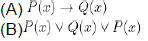 (A) P(x) → Q(x)
(B) P(x) ∨ Q(x) ∨ P(x)